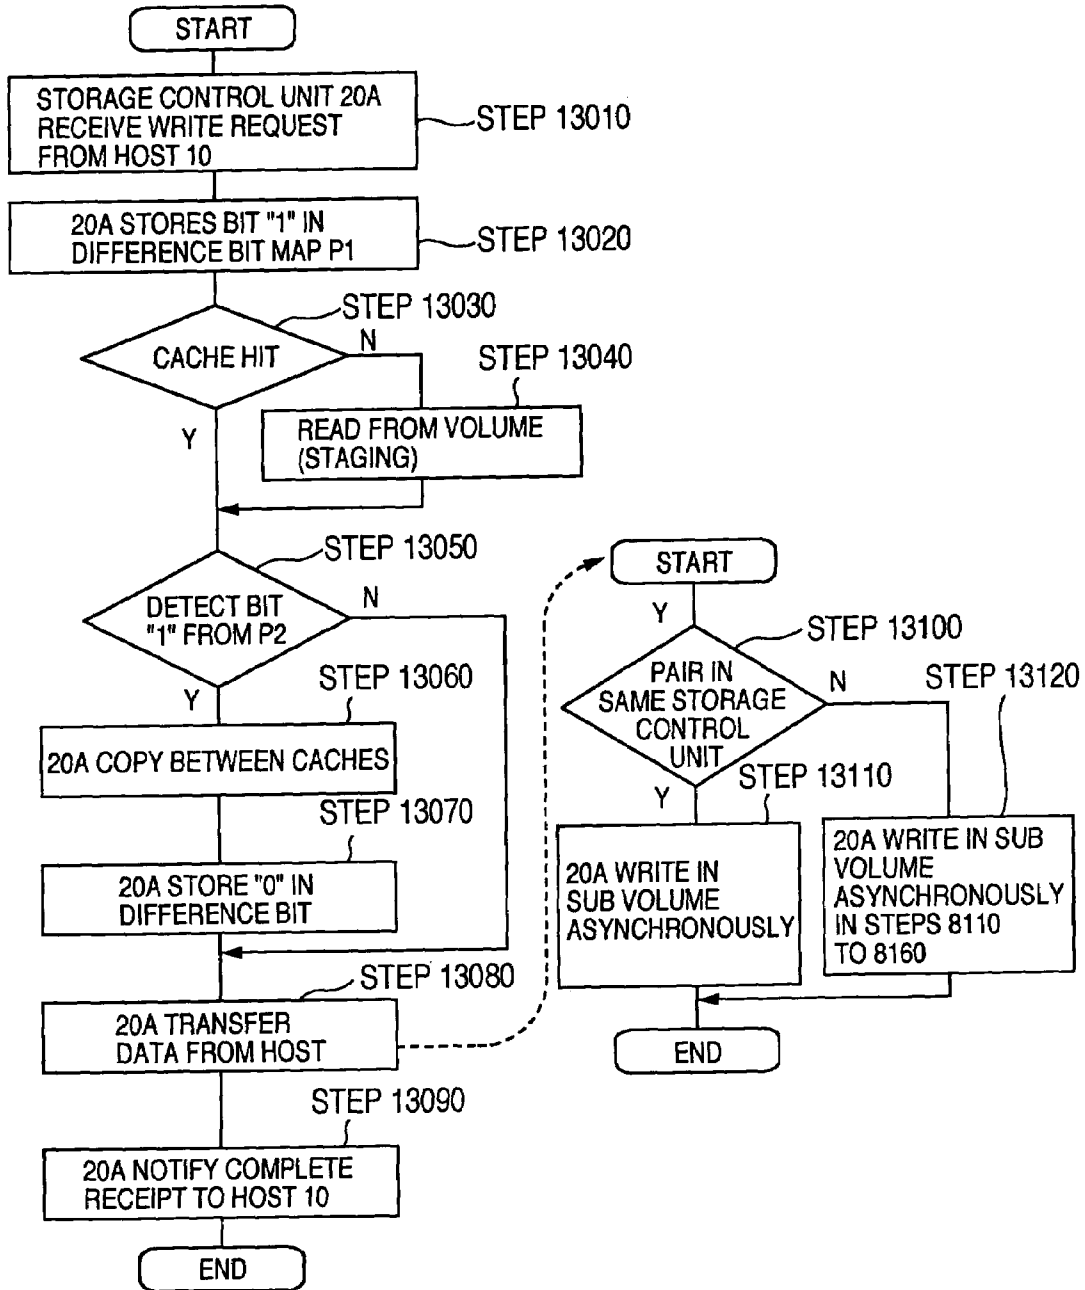 START
STORAGE CONTROL UNIT 20A
RECEIVE WRITE REQUEST
FROM HOST 10
STEP 13010
20A STORES BIT "1" IN
DIFFERENCE BIT MAP P1
STEP 13020
STEP 13030
CACHE HIT
N
Y
STEP 13040
READ FROM VOLUME
(STAGING)
STEP 13050
DETECT BIT
"1" FROM P2
N
Y
STEP 13060
20A COPY BETWEEN CACHES
STEP 13070
20A STORE "0" IN
DIFFERENCE BIT
STEP 13080
20A TRANSFER
DATA FROM HOST
STEP 13090
20A NOTIFY COMPLETE
RECEIPT TO HOST 10
END
START
Y
STEP 13100
PAIR IN
SAME STORAGE
CONTROL
UNIT
N
Y
STEP 13110
20A WRITE IN
SUB VOLUME
ASYNCHRONOUSLY
STEP 13120
20A WRITE IN SUB
VOLUME
ASYNCHRONOUSLY
IN STEPS 8110
TO 8160
END